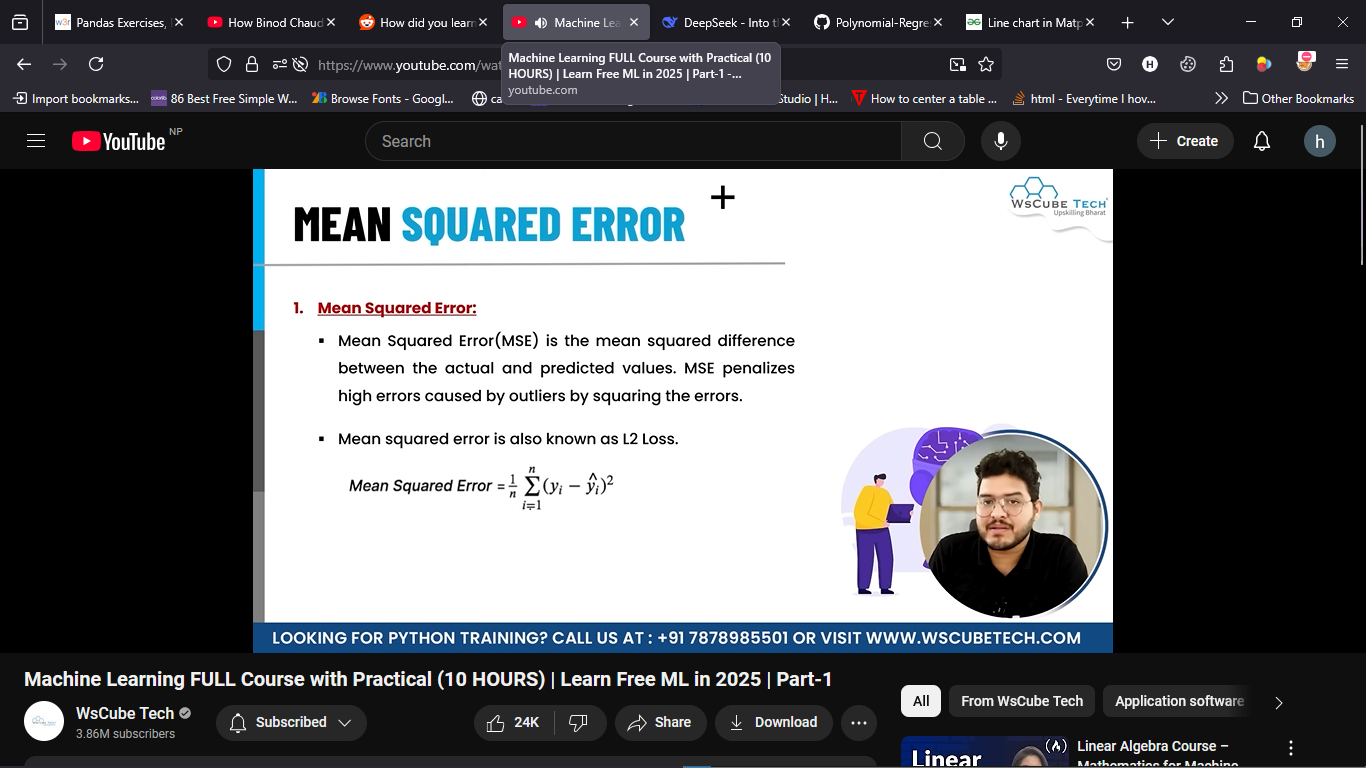 Pandas Exercises,
How Binod Chaud
How did you learn
Machine Lea
DeepSeek - Into t
Polynomial-Regre
Line chart in Matp
Machine Learning FULL Course with Practical (10
HOURS) | Learn Free ML in 2025 | Part-1 -...
youtube.com
https://www.youtube.com/wat
Import bookmarks...
86 Best Free Simple W...
Browse Fonts - Googl...
ca
Studio | H...
How to center a table ...
html - Everytime I hov...
Other Bookmarks
YouTube NP
Search
Create
h
MEAN SQUARED ERROR
WsCube Tech
Upskilling Bharat
1. Mean Squared Error:
▪ Mean Squared Error(MSE) is the mean squared difference
between the actual and predicted values. MSE penalizes
high errors caused by outliers by squaring the errors.
▪ Mean squared error is also known as L2 Loss.
Mean Squared Error = 1/n ∑ i=1 n (yi − ŷi)²
LOOKING FOR PYTHON TRAINING? CALL US AT : +91 7878985501 OR VISIT WWW.WSCUBETECH.COM
Machine Learning FULL Course with Practical (10 HOURS) | Learn Free ML in 2025 | Part-1
WsCube Tech
3.86M subscribers
Subscribed
24K
Share
Download
All
From WsCube Tech
Application software
Linear
Linear Algebra Course –
Mathematics for Machine